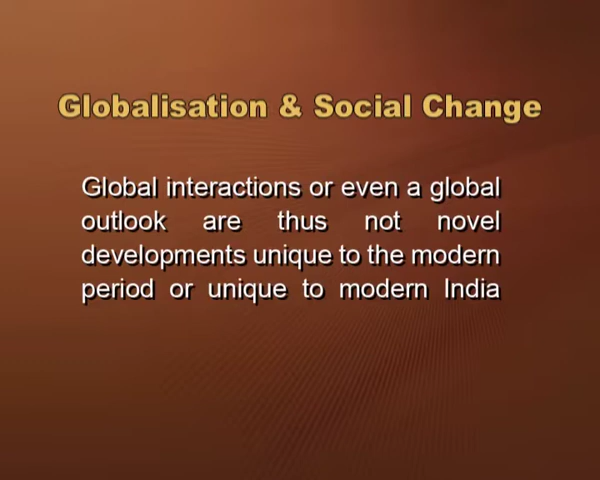 Globalisation & Social Change
Global interactions or even a global
outlook are thus not novel
developments unique to the modern
period or unique to modern India